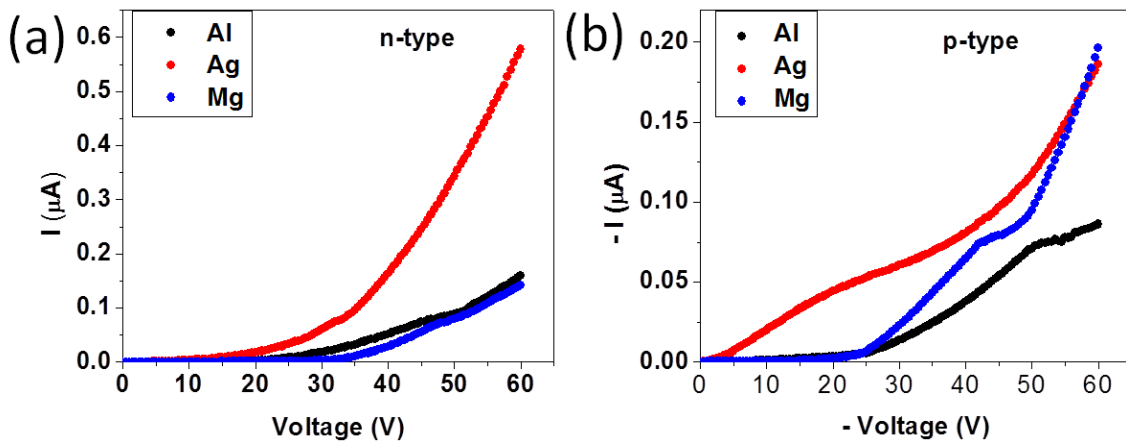 (a)
n-type
Al
Ag
Mg
I (µA)
0.6
0.5
0.4
0.3
0.2
0.1
0.0
0 10 20 30 40 50 60
Voltage (V)
(b)
p-type
Al
Ag
Mg
- I (µA)
0.20
0.15
0.10
0.05
0.00
0 10 20 30 40 50 60
- Voltage (V)